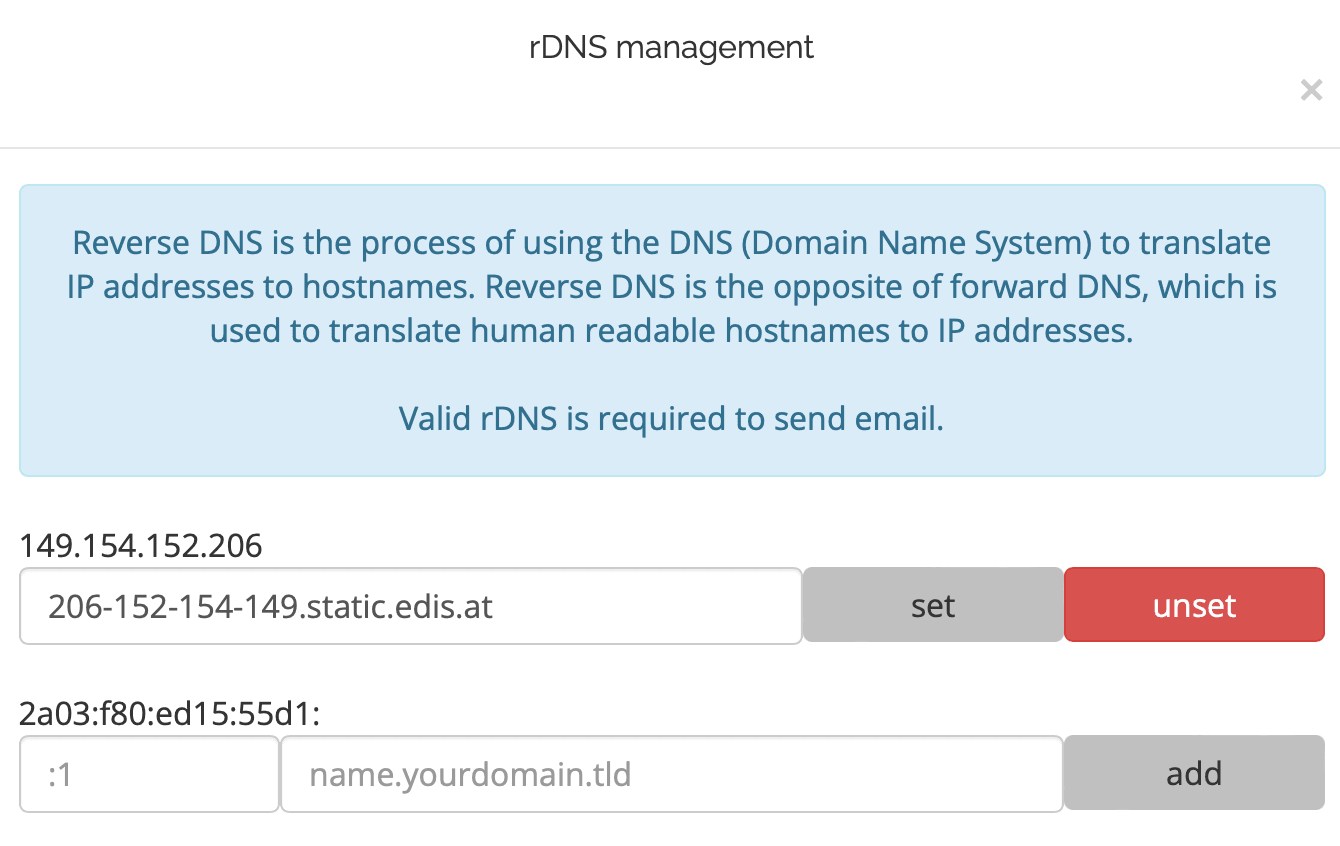 rDNS management
×
Reverse DNS is the process of using the DNS (Domain Name System) to translate
IP addresses to hostnames. Reverse DNS is the opposite of forward DNS, which is
used to translate human readable hostnames to IP addresses.
Valid rDNS is required to send email.
149.154.152.206
206-152-154-149.static.edis.at set unset
2a03:f80:ed15:55d1:
:1 name.yourdomain.tld add